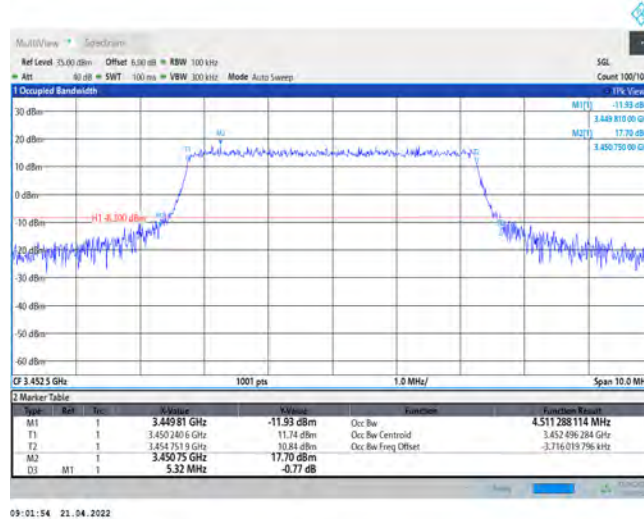 MultiView Spectrum
Ref Level 35.00 dBm Offset 6.00 dB RBW 100 kHz SGL
Att 40 dB SWT 100 ms VBW 300 kHz Mode Auto Sweep Count 100/10
1 Occupied Bandwidth 1Pk View
M1[1] -11.93 dBm
3.449 810 00 G
M2[1] 17.70 dBm
3.450 750 00 G
30 dBm
M2
20 dBm
T1
10 dBm
0 dBm
H1 -8.300 dBm
-10 dBm
-20 dBm
-30 dBm
-40 dBm
-50 dBm
-60 dBm
CF 3.452 5 GHz 1001 pts 1.0 MHz/ Span 10.0 MH
2 Marker Table
Type Ref Trc X-Value Y-Value Function Function Result
M1 1 3.449 81 GHz -11.93 dBm Occ Bw 4.511 288 114 MHz
T1 1 3.450 240 6 GHz 11.74 dBm Occ Bw Centroid 3.452 496 284 GHz
T2 1 3.454 751 9 GHz 10.84 dBm Occ Bw Freq Offset -3.716 019 796 kHz
M2 1 3.450 75 GHz 17.70 dBm
D3 M1 1 5.32 MHz -0.77 dB
09:01:54 21.04.2022